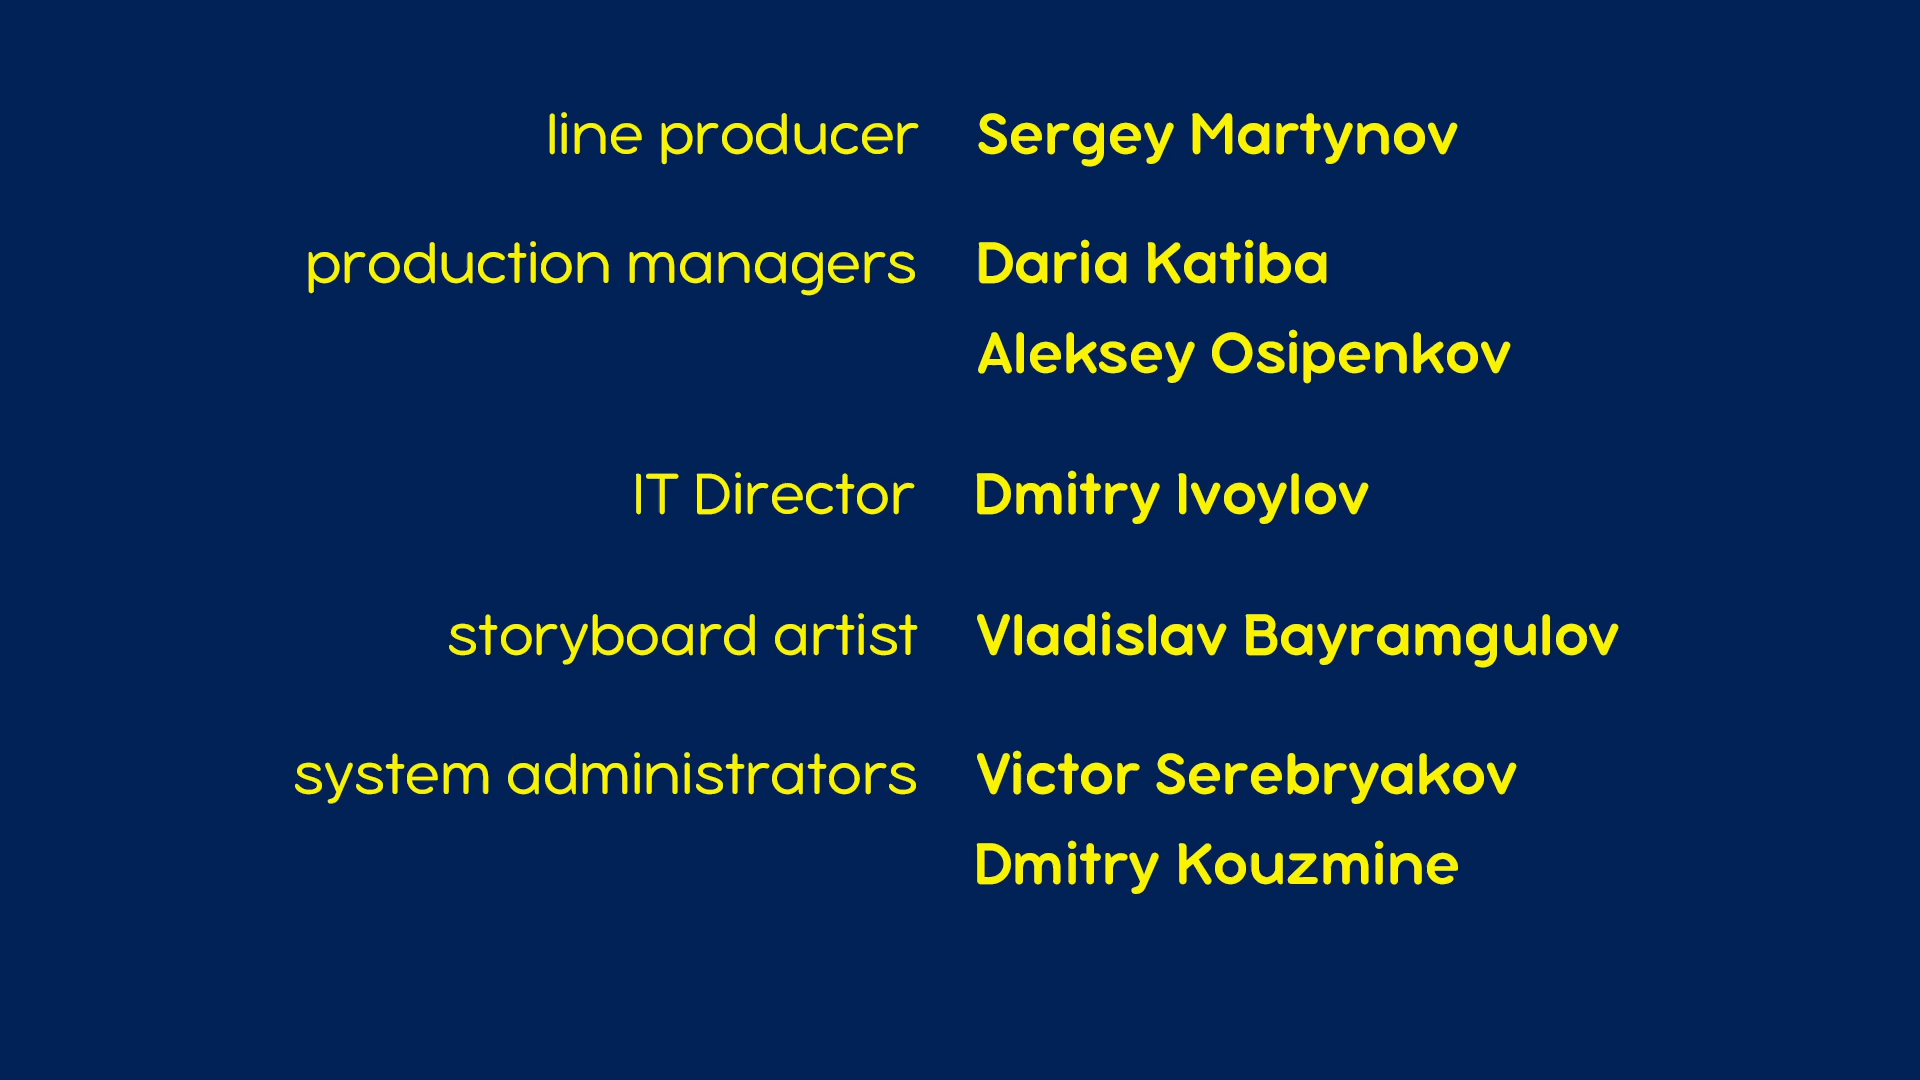 line producer Sergey Martynov
production managers Daria Katiba
Aleksey Osipenkov
IT Director Dmitry Ivoylov
storyboard artist Vladislav Bayramgulov
system administrators Victor Serebryakov
Dmitry Kouzmine